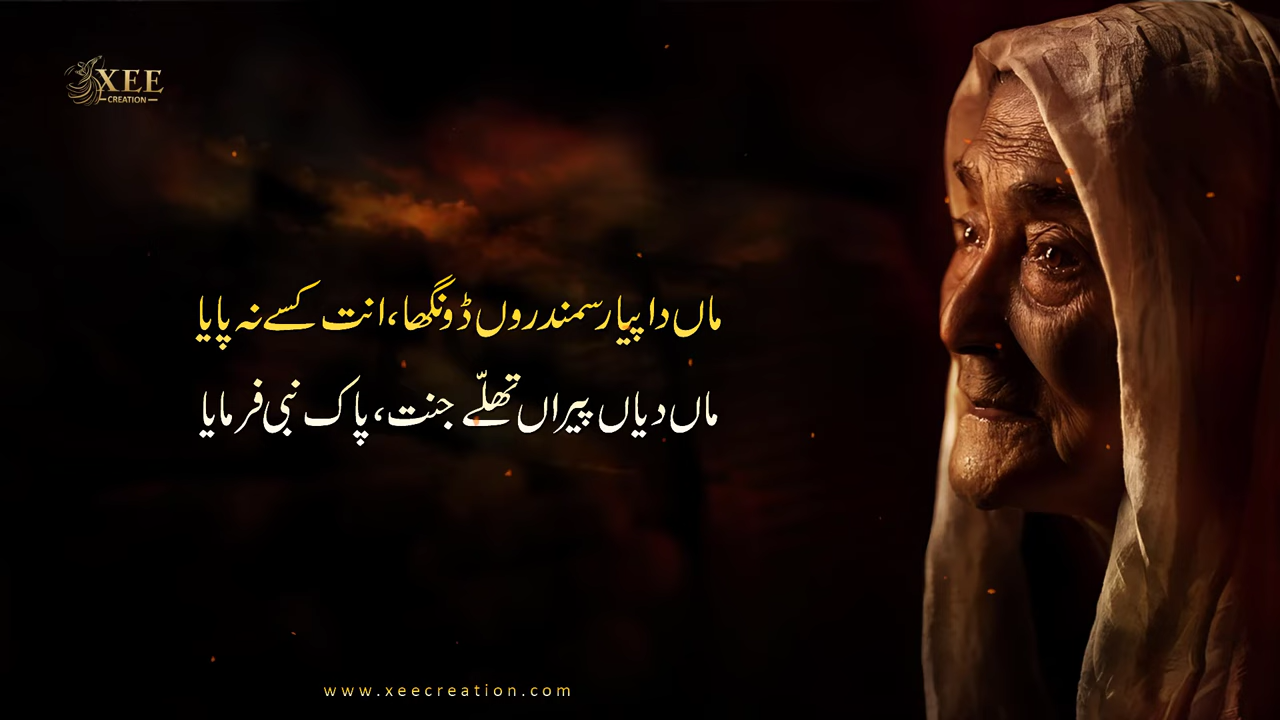 XEE
CREATION
ماں دا پیار سمندروں ڈونگھا، انت کسے نہ پایا
ماں دیاں پیراں تھلّے جنت، پاک نبی فرمایا
www.xeecreation.com